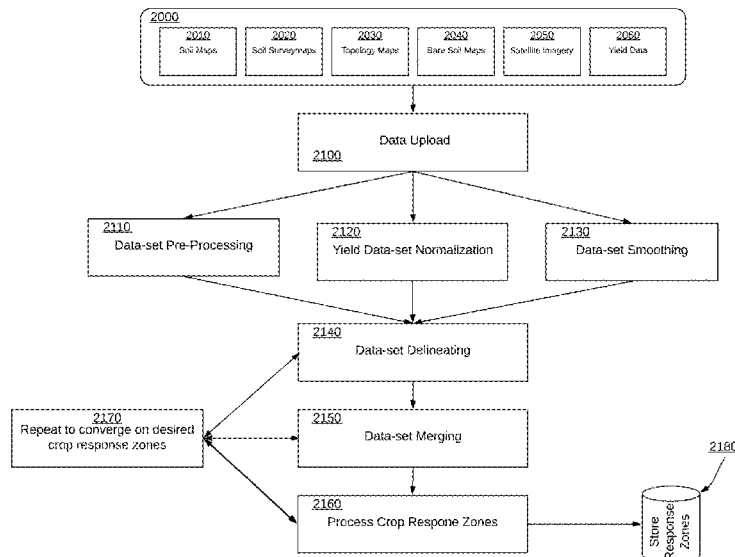 2000
2010
Soil Maps
2020
Soil Surveymaps
2030
Topology Maps
2040
Bare Soil Maps
2050
Satellite Imagery
2060
Yield Data
Data Upload
2100
2110
Data-set Pre-Processing
2120
Yield Data-set Normalization
2130
Data-set Smoothing
2140
Data-set Delineating
2170
Repeat to converge on desired
crop response zones
2150
Data-set Merging
2160
Process Crop Respone Zones
2180
Store
Response
Zones